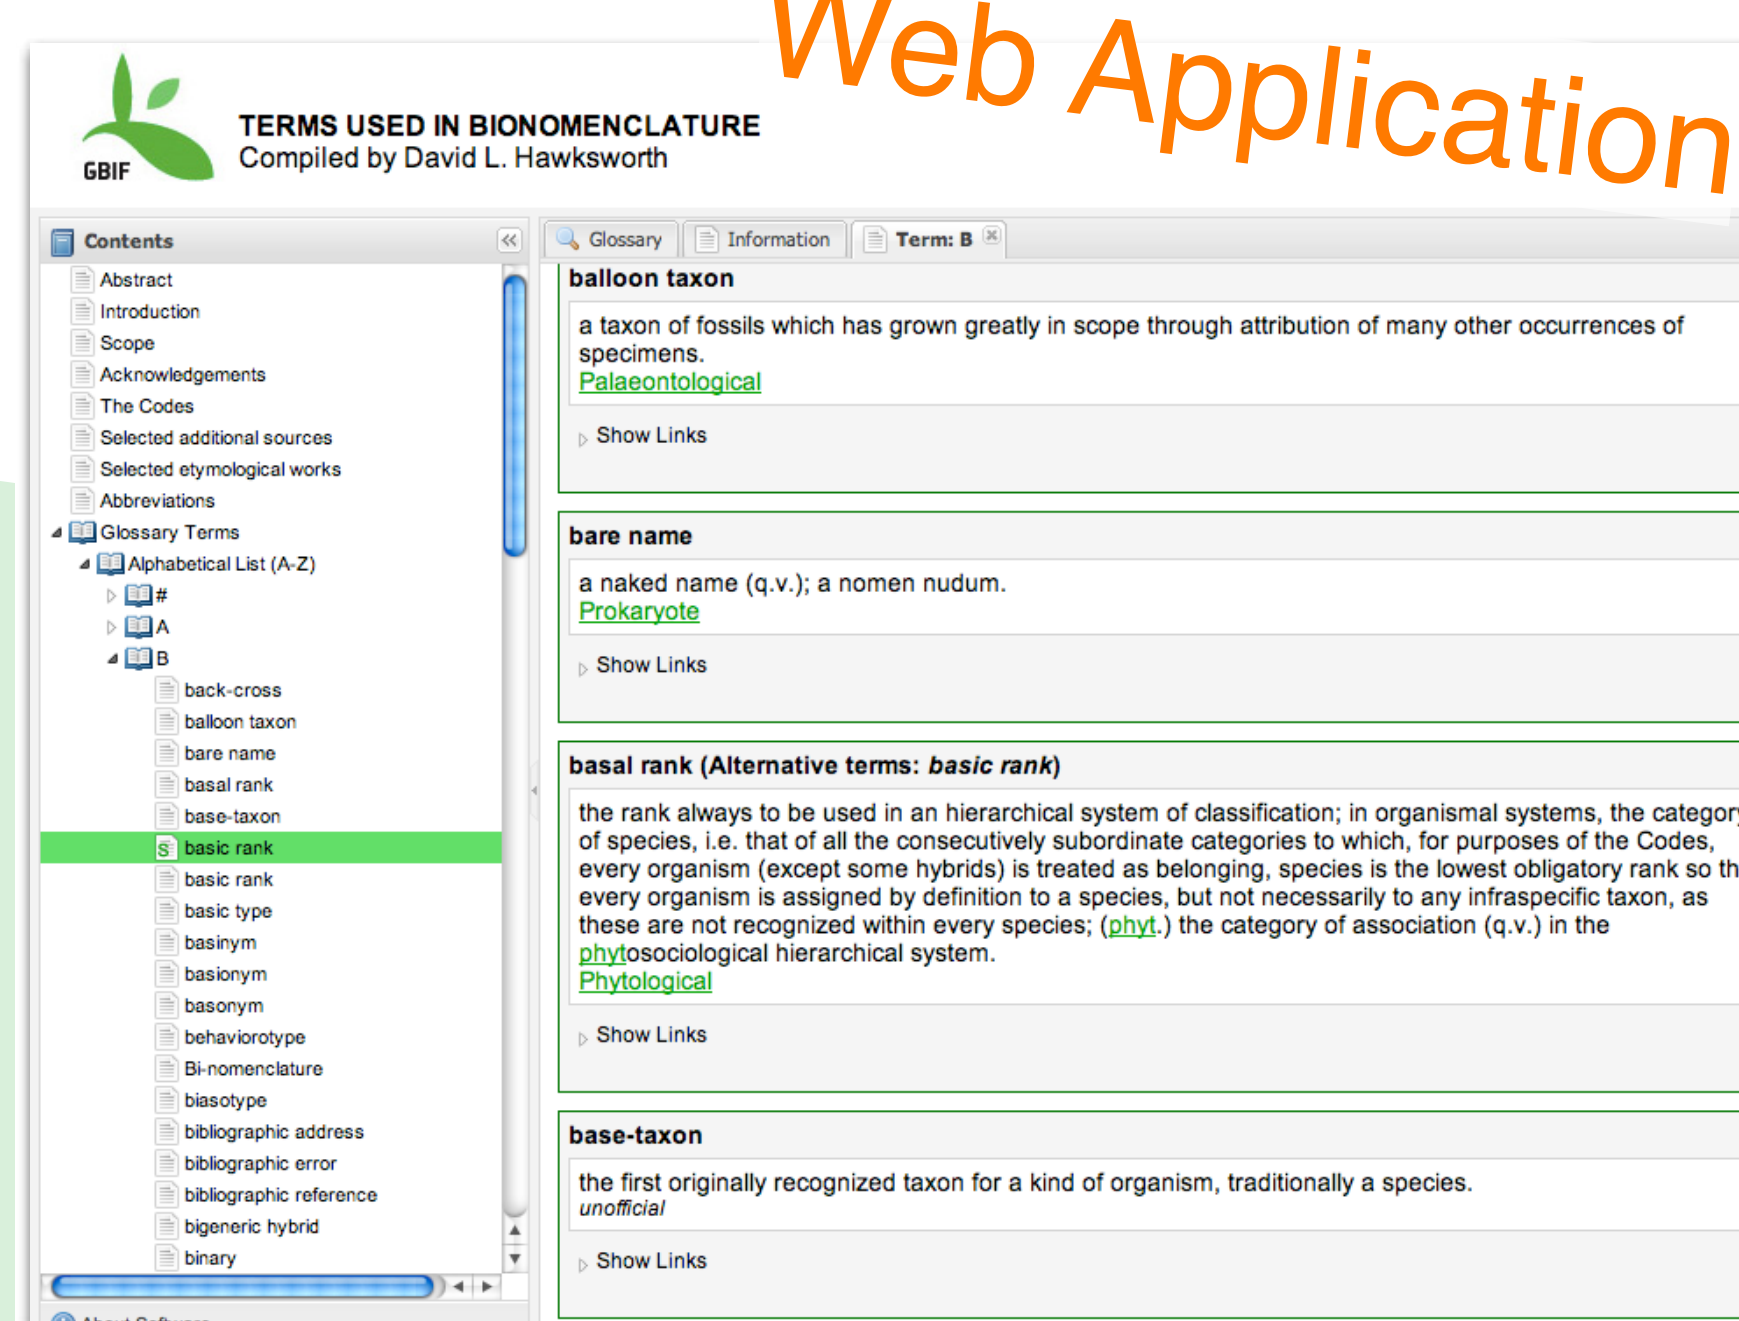 Web Application
GBIF
TERMS USED IN BIONOMENCLATURE
Compiled by David L. Hawksworth
Contents
Abstract
Introduction
Scope
Acknowledgements
The Codes
Selected additional sources
Selected etymological works
Abbreviations
Glossary Terms
Alphabetical List (A-Z)
#
A
B
back-cross
balloon taxon
bare name
basal rank
base-taxon
basic rank
basic rank
basic type
basinym
basionym
basonym
behaviorotype
Bi-nomenclature
biasotype
bibliographic address
bibliographic error
bibliographic reference
bigeneric hybrid
binary
About Software
Glossary
Information
Term: B
balloon taxon
a taxon of fossils which has grown greatly in scope through attribution of many other occurrences of
specimens.
Palaeontological
Show Links
bare name
a naked name (q.v.); a nomen nudum.
Prokaryote
Show Links
basal rank (Alternative terms: basic rank)
the rank always to be used in an hierarchical system of classification; in organismal systems, the category
of species, i.e. that of all the consecutively subordinate categories to which, for purposes of the Codes,
every organism (except some hybrids) is treated as belonging, species is the lowest obligatory rank so th
every organism is assigned by definition to a species, but not necessarily to any infraspecific taxon, as
these are not recognized within every species; (phyt.) the category of association (q.v.) in the
phytosociological hierarchical system.
Phytological
Show Links
base-taxon
the first originally recognized taxon for a kind of organism, traditionally a species.
unofficial
Show Links